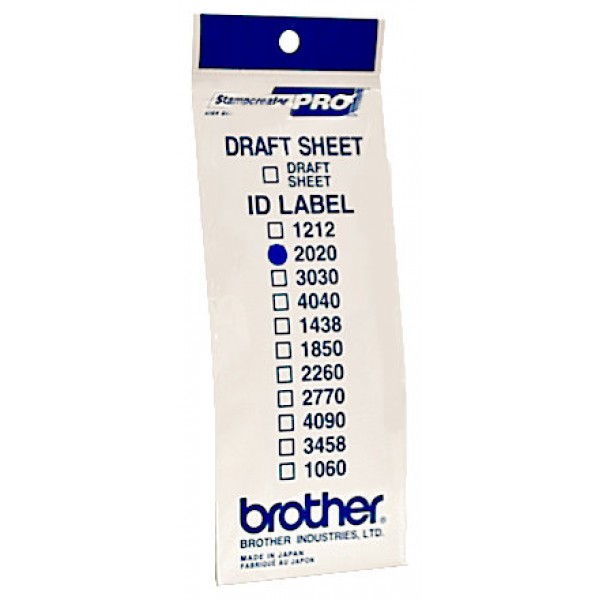 Stampcreator PRO
DRAFT SHEET
DRAFT
SHEET
ID LABEL
1212
2020
3030
4040
1438
1850
2260
2770
4090
3458
1060
brother®
BROTHER INDUSTRIES, LTD.
MADE IN JAPAN
FABRIQUÉ AU JAPON